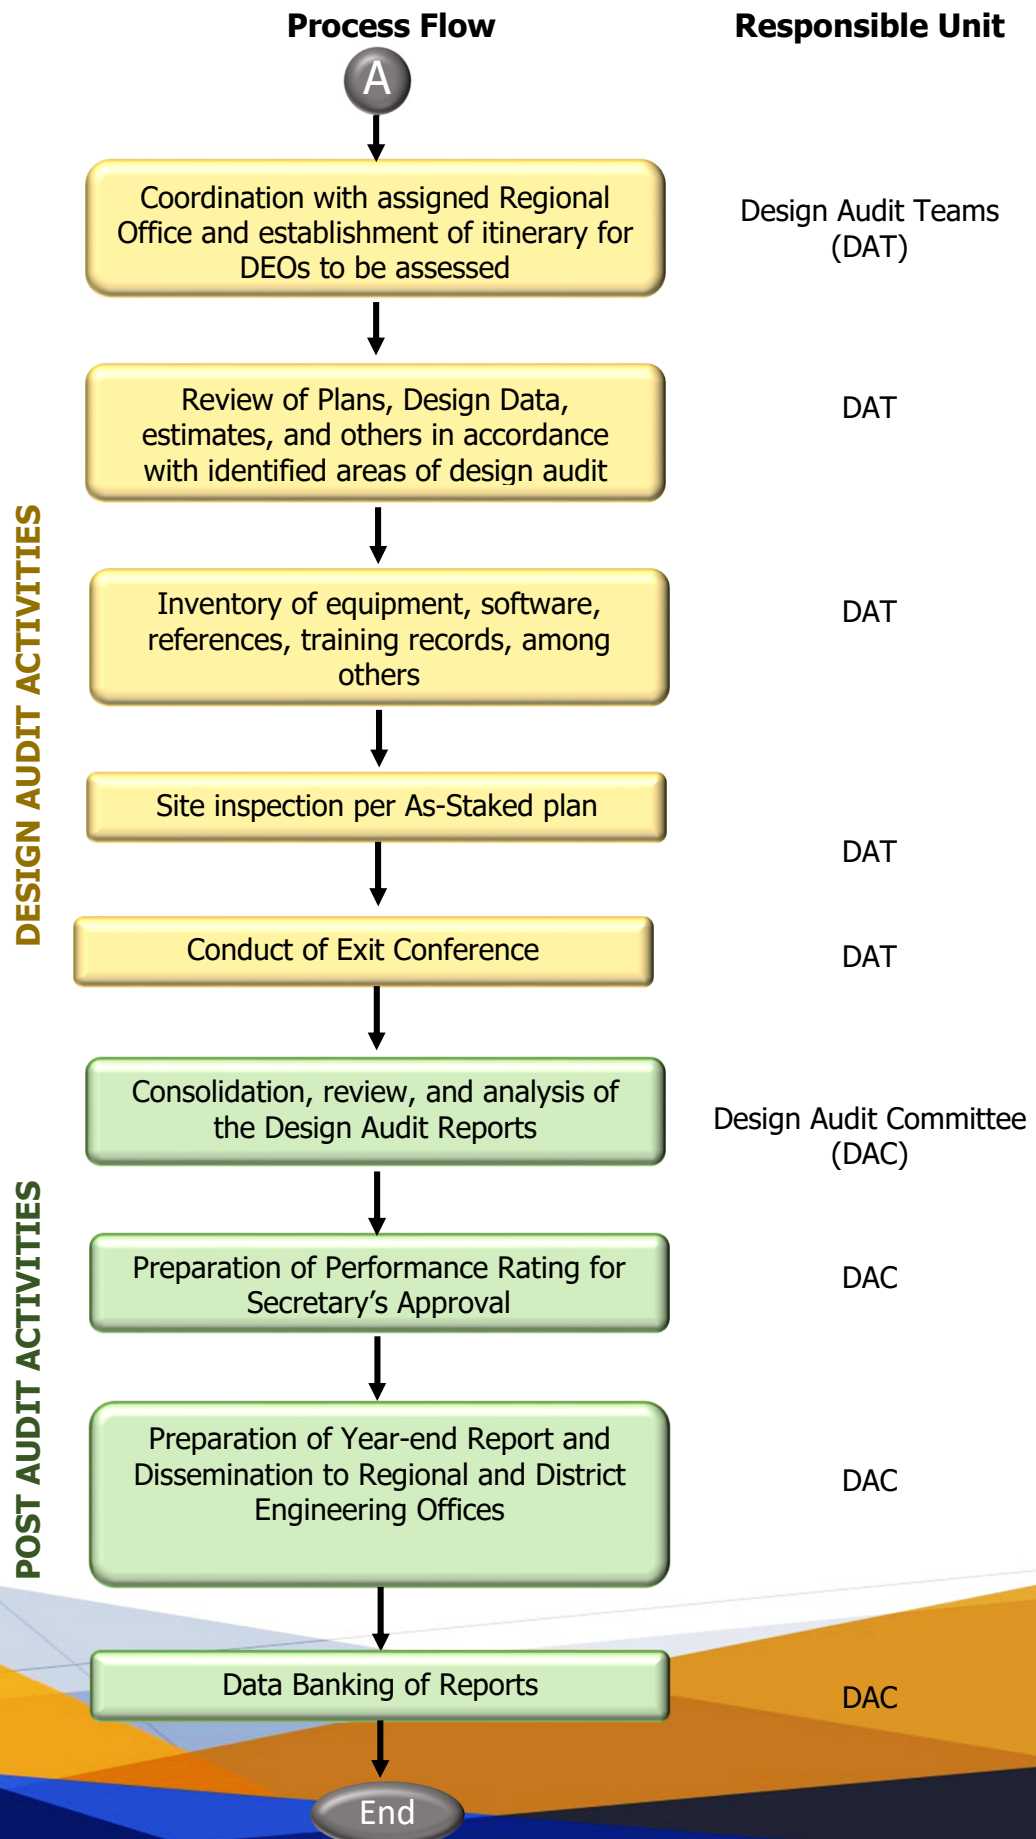 Process Flow
Responsible Unit
A
Coordination with assigned Regional
Office and establishment of itinerary for
DEOs to be assessed
Design Audit Teams
(DAT)
Review of Plans, Design Data,
estimates, and others in accordance
with identified areas of design audit
DAT
DESIGN AUDIT ACTIVITIES
Inventory of equipment, software,
references, training records, among
others
DAT
Site inspection per As-Staked plan
DAT
Conduct of Exit Conference
DAT
Consolidation, review, and analysis of
the Design Audit Reports
Design Audit Committee
(DAC)
POST AUDIT ACTIVITIES
Preparation of Performance Rating for
Secretary’s Approval
DAC
Preparation of Year-end Report and
Dissemination to Regional and District
Engineering Offices
DAC
Data Banking of Reports
DAC
End